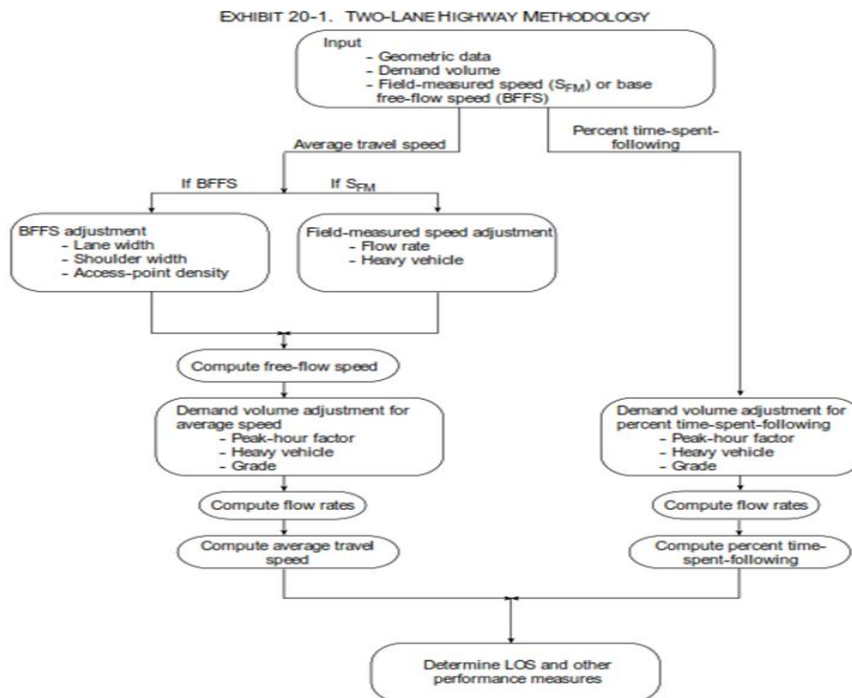 EXHIBIT 20-1. TWO-LANE HIGHWAY METHODOLOGY
Input
- Geometric data
- Demand volume
- Field-measured speed (SFM) or base
free-flow speed (BFFS)
Average travel speed
Percent time-spent-
following
If BFFS
If SFM
BFFS adjustment
- Lane width
- Shoulder width
- Access-point density
Field-measured speed adjustment
- Flow rate
- Heavy vehicle
Compute free-flow speed
Demand volume adjustment for
average speed
- Peak-hour factor
- Heavy vehicle
- Grade
Demand volume adjustment for
percent time-spent-following
- Peak-hour factor
- Heavy vehicle
- Grade
Compute flow rates
Compute flow rates
Compute average travel
speed
Compute percent time-
spent-following
Determine LOS and other
performance measures